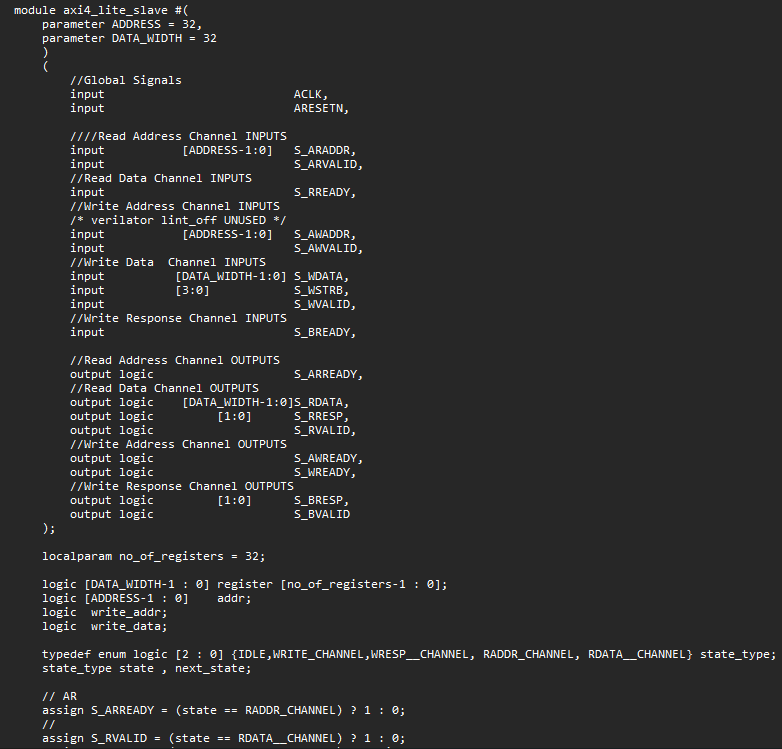 module axi4_lite_slave #(
    parameter ADDRESS = 32,
    parameter DATA_WIDTH = 32
    )
    (
        //Global Signals
        input                           ACLK,
        input                           ARESETN,

        ////Read Address Channel INPUTS
        input           [ADDRESS-1:0]   S_ARADDR,
        input                           S_ARVALID,
        //Read Data Channel INPUTS
        input                           S_RREADY,
        //Write Address Channel INPUTS
        /* verilator lint_off UNUSED */
        input           [ADDRESS-1:0]   S_AWADDR,
        input                           S_AWVALID,
        //Write Data  Channel INPUTS
        input          [DATA_WIDTH-1:0] S_WDATA,
        input          [3:0]            S_WSTRB,
        input                           S_WVALID,
        //Write Response Channel INPUTS
        input                           S_BREADY,

        //Read Address Channel OUTPUTS
        output logic                    S_ARREADY,
        //Read Data Channel OUTPUTS
        output logic    [DATA_WIDTH-1:0]S_RDATA,
        output logic         [1:0]      S_RRESP,
        output logic                    S_RVALID,
        //Write Address Channel OUTPUTS
        output logic                    S_AWREADY,
        output logic                    S_WREADY,
        //Write Response Channel OUTPUTS
        output logic         [1:0]      S_BRESP,
        output logic                    S_BVALID
    );

    localparam no_of_registers = 32;

    logic [DATA_WIDTH-1 : 0] register [no_of_registers-1 : 0];
    logic [ADDRESS-1 : 0]    addr;
    logic  write_addr;
    logic  write_data;

    typedef enum logic [2 : 0] {IDLE,WRITE_CHANNEL,WRESP__CHANNEL, RADDR_CHANNEL, RDATA__CHANNEL} state_type;
    state_type state , next_state;

    // AR
    assign S_ARREADY = (state == RADDR_CHANNEL) ? 1 : 0;
    //
    assign S_RVALID = (state == RDATA__CHANNEL) ? 1 : 0;